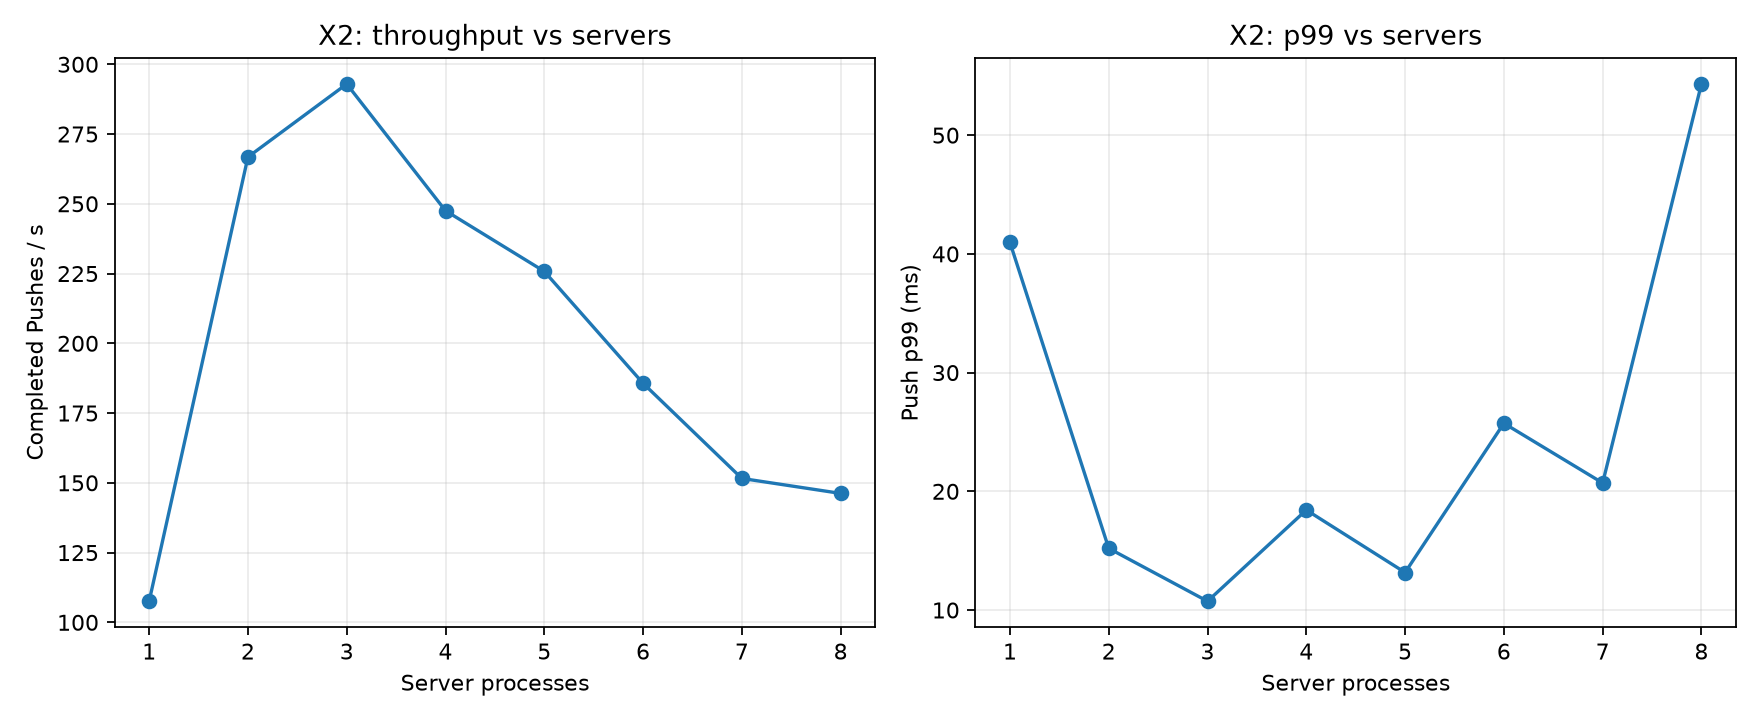 X2: throughput vs servers
Completed Pushes / s
300
275
250
225
200
175
150
125
100
1 2 3 4 5 6 7 8
Server processes
X2: p99 vs servers
Push p99 (ms)
50
40
30
20
10
1 2 3 4 5 6 7 8
Server processes